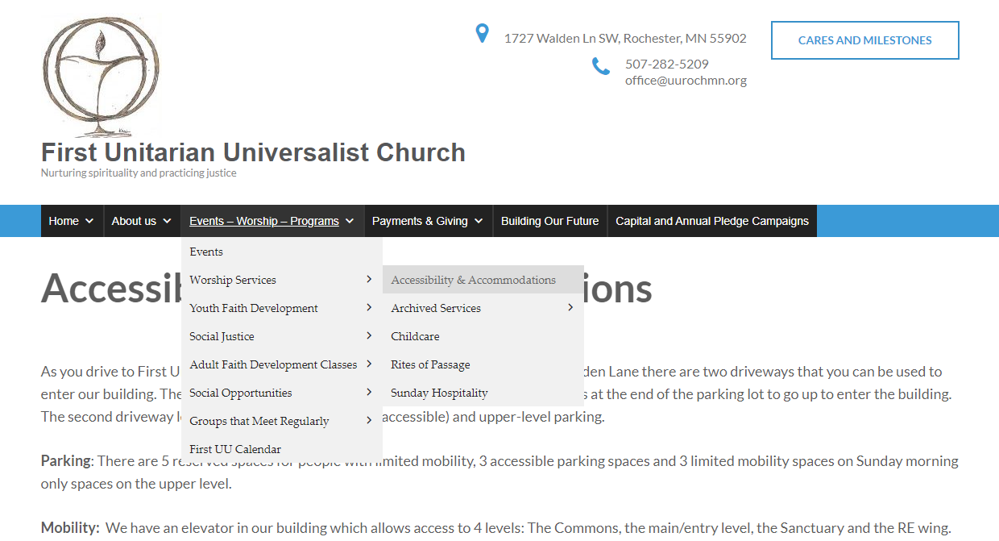 1727 Walden Ln SW, Rochester, MN 55902
CARES AND MILESTONES
507-282-5209
office@uurochmn.org
First Unitarian Universalist Church
Nurturing spirituality and practicing justice
Home
About us
Events – Worship – Programs
Payments & Giving
Building Our Future
Capital and Annual Pledge Campaigns
Events
Worship Services
Youth Faith Development
Social Justice
Adult Faith Development Classes
Social Opportunities
Groups that Meet Regularly
First UU Calendar
Accessibility & Accommodations
Archived Services
Childcare
Rites of Passage
Sunday Hospitality
As you drive to First Lane there are two driveways that you can be used to
enter our building. at the end of the parking lot to go up to enter the building.
The second driveway accessible) and upper-level parking.
Parking: There are 5 reserved spaces for people with limited mobility, 3 accessible parking spaces and 3 limited mobility spaces on Sunday morning
only spaces on the upper level.
Mobility: We have an elevator in our building which allows access to 4 levels: The Commons, the main/entry level, the Sanctuary and the RE wing.